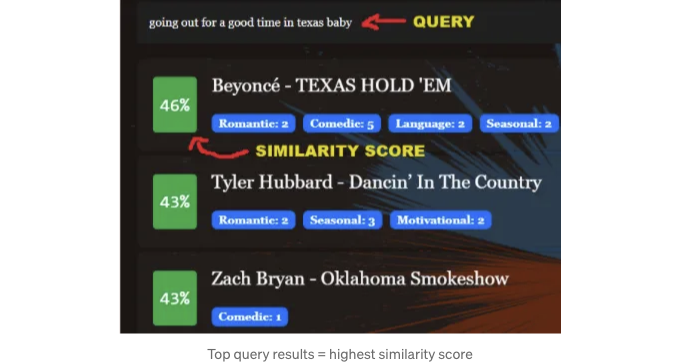 going out for a good time in texas baby QUERY
46% Beyoncé - TEXAS HOLD 'EM
Romantic: 2 Comedic: 5 Language: 2 Seasonal: 2
SIMILARITY SCORE
43% Tyler Hubbard - Dancin’ In The Country
Romantic: 2 Seasonal: 3 Motivational: 2
43% Zach Bryan - Oklahoma Smokeshow
Comedic: 1
Top query results = highest similarity score